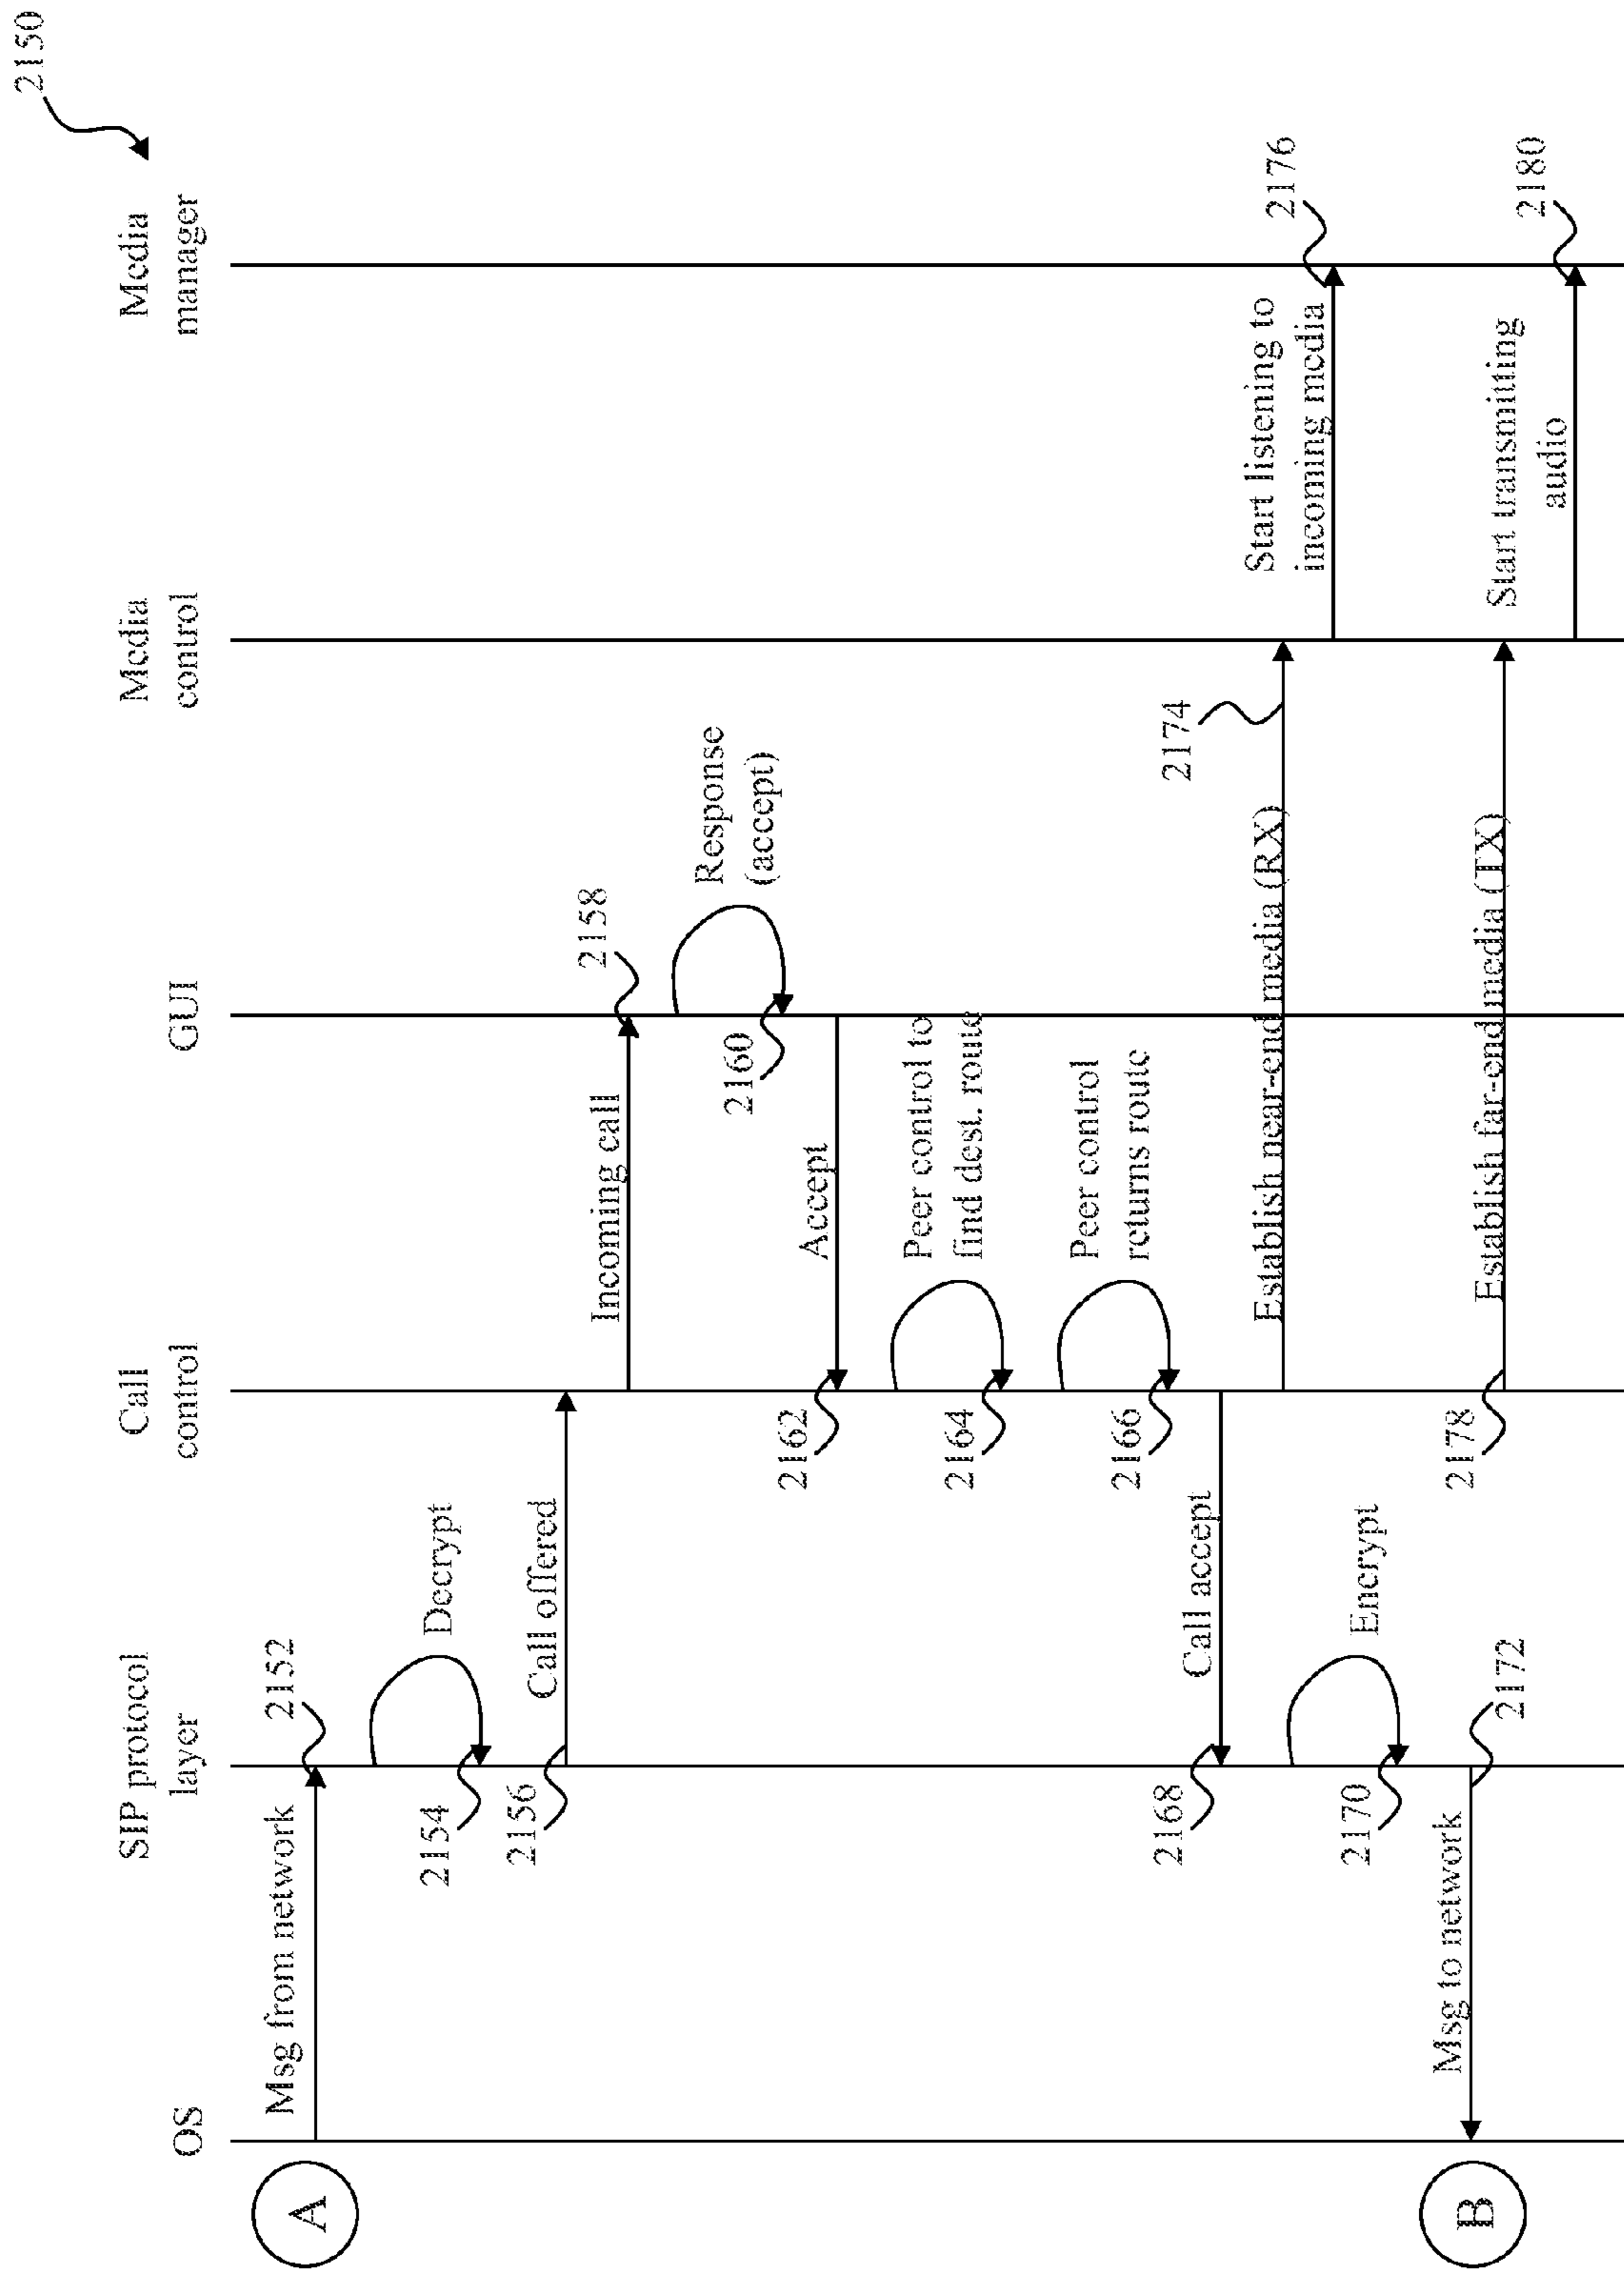 2150
OS
SIP protocol
layer
Call
control
GUI
Media
control
Media
manager
A
Msg from network
2152
Decrypt
2154
Call offered
2156
Incoming call
2158
Response
(accept)
2160
Accept
2162
Peer control to
find dest. route
2164
Peer control
returns route
2166
Call accept
2168
Establish near-end media (RX)
2174
Start listening to
incoming media
2176
Encrypt
2170
B
Msg to network
2172
Establish far-end media (TX)
2178
Start transmitting
audio
2180